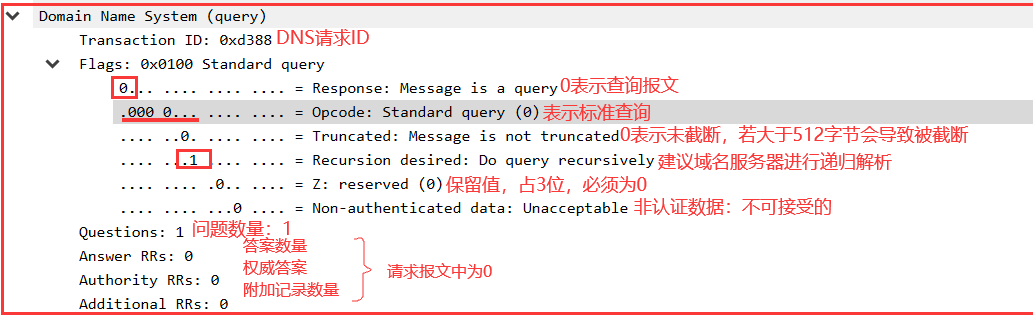 Domain Name System (query)
Transaction ID: 0xd388 DNS请求ID
Flags: 0x0100 Standard query
0... .... .... .... = Response: Message is a query 0表示查询报文
.000 0... .... .... = Opcode: Standard query (0) 表示标准查询
.... ..0. .... .... = Truncated: Message is not truncated 0表示未截断，若大于512字节会导致被截断
.... ...1 .... .... = Recursion desired: Do query recursively 建议域名服务器进行递归解析
.... .... .0.. .... = Z: reserved (0) 保留值，占3位，必须为0
.... .... ...0 .... = Non-authenticated data: Unacceptable 非认证数据：不可接受的
Questions: 1 问题数量：1
Answer RRs: 0 答案数量
Authority RRs: 0 权威答案
Additional RRs: 0 附加记录数量
请求报文中为0